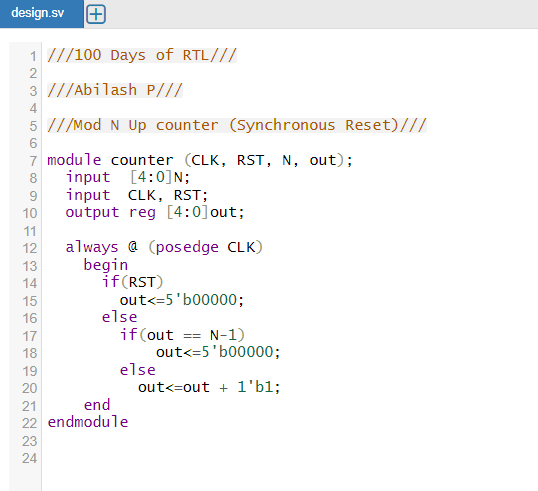 design.sv
1 ///100 Days of RTL///
2
3 ///Abilash P///
4
5 ///Mod N Up counter (Synchronous Reset)///
6
7 module counter (CLK, RST, N, out);
8   input  [4:0]N;
9   input  CLK, RST;
10   output reg [4:0]out;
11
12   always @ (posedge CLK)
13     begin
14       if(RST)
15         out<=5'b00000;
16       else
17         if(out == N-1)
18             out<=5'b00000;
19         else
20           out<=out + 1'b1;
21     end
22 endmodule
23
24